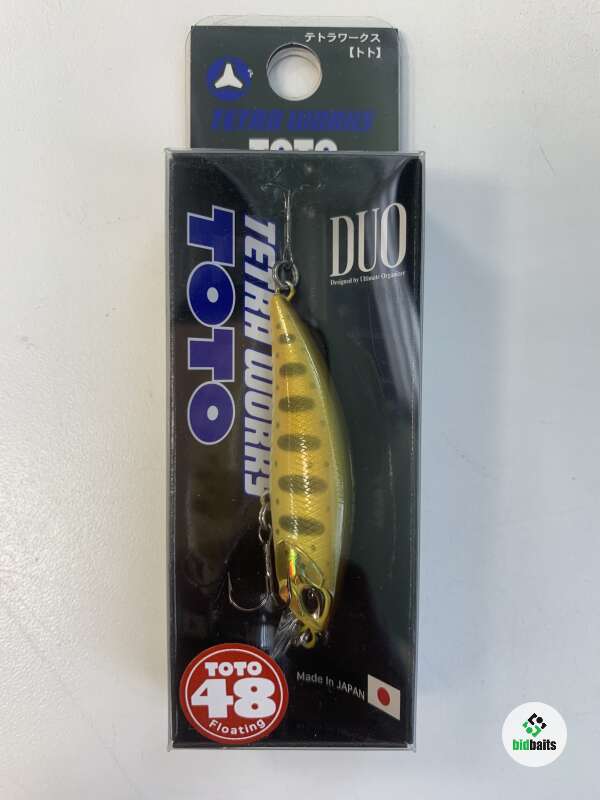 テトラワークス
【トト】
®
TETRA WORKS
TOTO
TETRA WORKS
TOTO
DUO
Designed by Ultimate Organizer
TOTO
48
Floating
Made In JAPAN
bidbaits